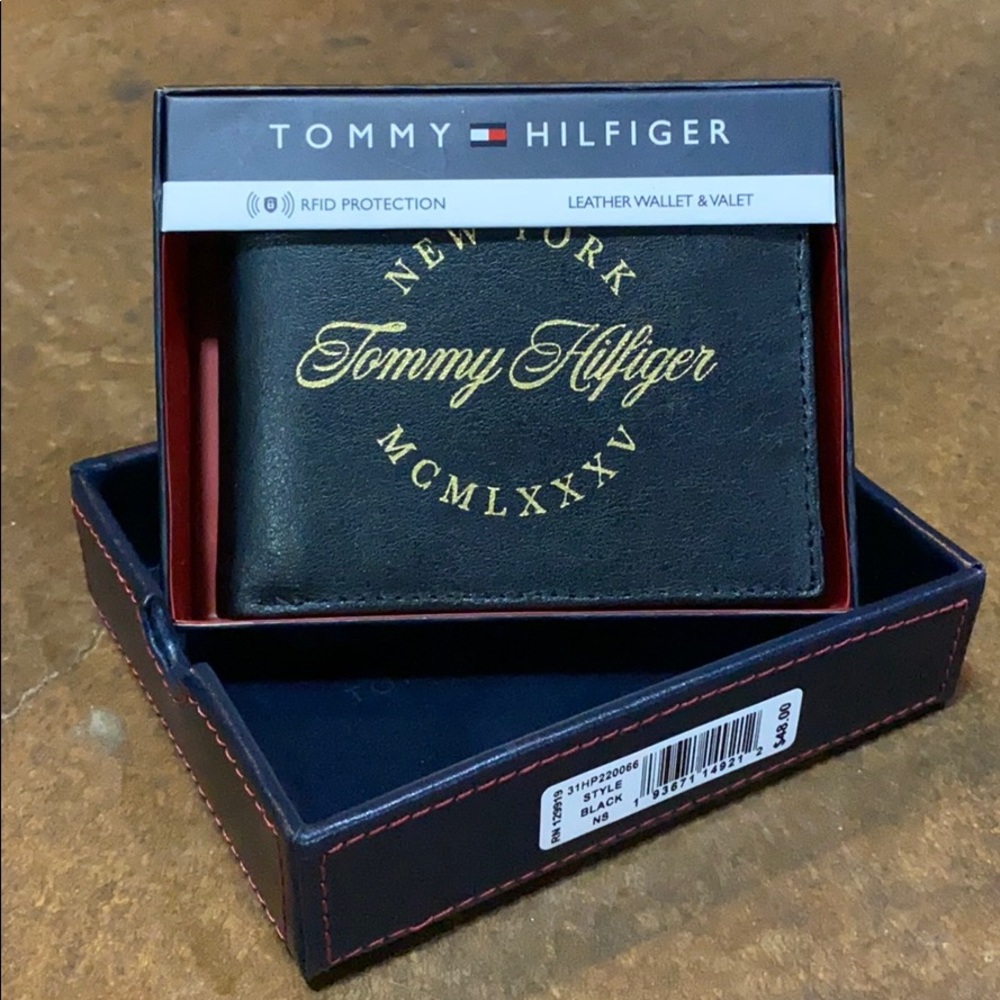 TOMMY HILFIGER
RFID PROTECTION
LEATHER WALLET & VALET
NEW YORK
Tommy Hilfiger
MCMLXXXV
RN 129919
31HP220066
STYLE
BLACK
NS
1 93671 14921 2
$48.00